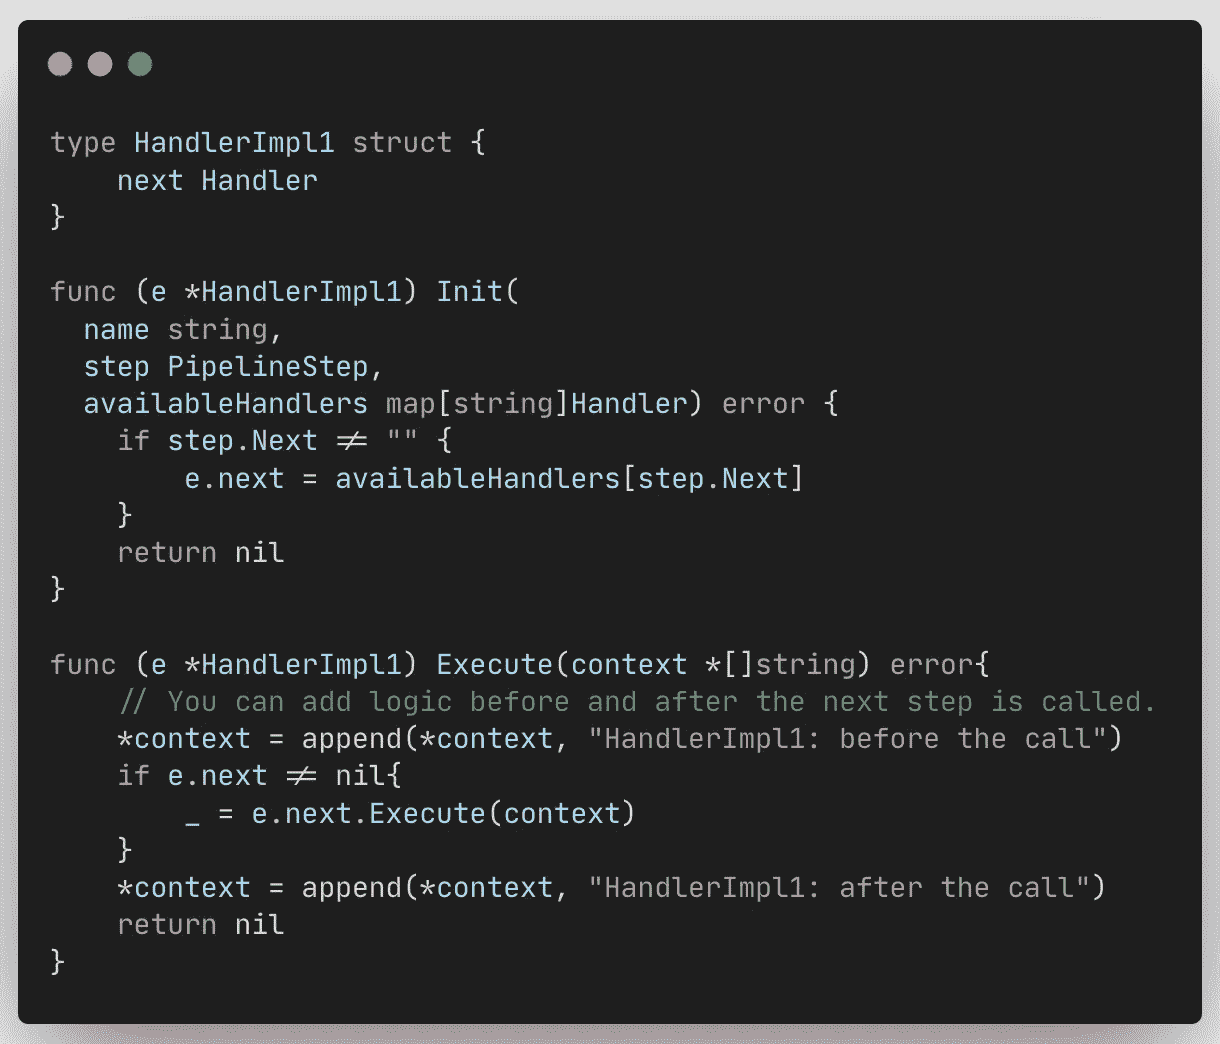 type HandlerImpl1 struct {
    next Handler
}

func (e *HandlerImpl1) Init(
  name string,
  step PipelineStep,
  availableHandlers map[string]Handler) error {
    if step.Next != "" {
        e.next = availableHandlers[step.Next]
    }
    return nil
}

func (e *HandlerImpl1) Execute(context *[]string) error{
    // You can add logic before and after the next step is called.
    *context = append(*context, "HandlerImpl1: before the call")
    if e.next != nil{
        _ = e.next.Execute(context)
    }
    *context = append(*context, "HandlerImpl1: after the call")
    return nil
}